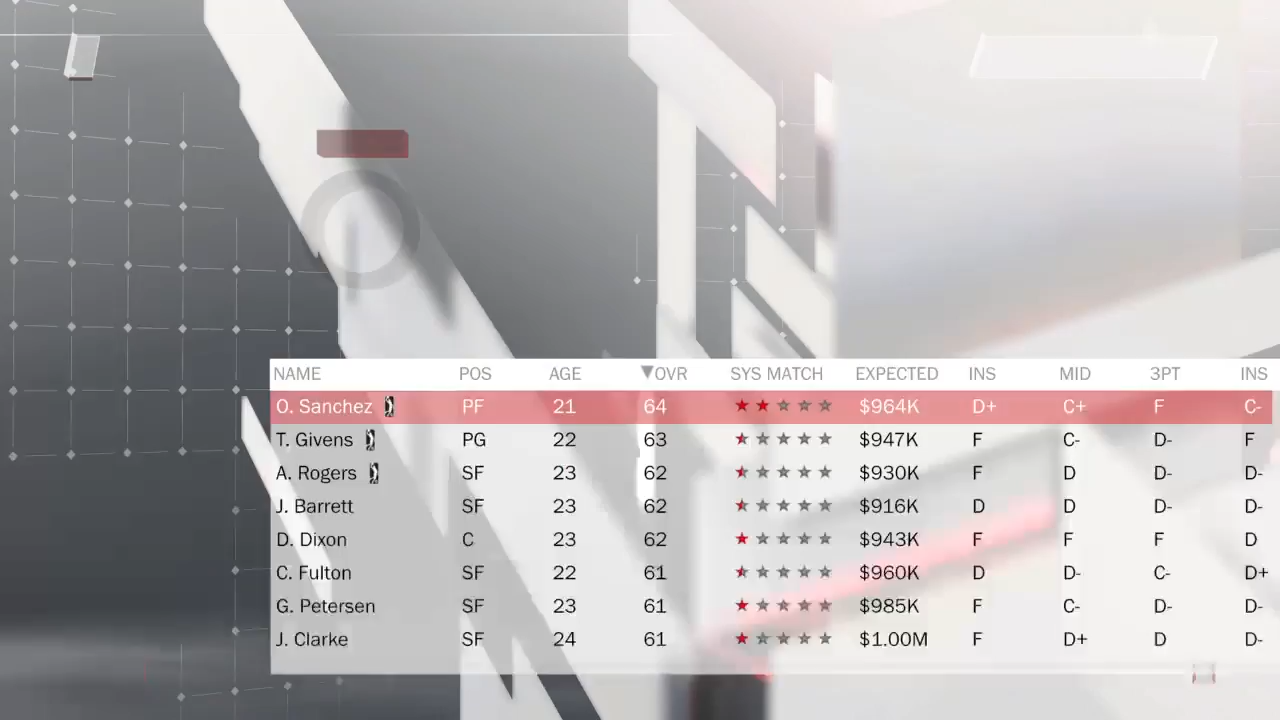 NAME POS AGE ▼OVR SYS MATCH EXPECTED INS MID 3PT INS
O. Sanchez PF 21 64 $964K D+ C+ F C-
T. Givens PG 22 63 $947K F C- D- F
A. Rogers SF 23 62 $930K F D D- D-
J. Barrett SF 23 62 $916K D D D- D-
D. Dixon C 23 62 $943K F F F D
C. Fulton SF 22 61 $960K D D- C- D+
G. Petersen SF 23 61 $985K F C- D- D-
J. Clarke SF 24 61 $1.00M F D+ D D-